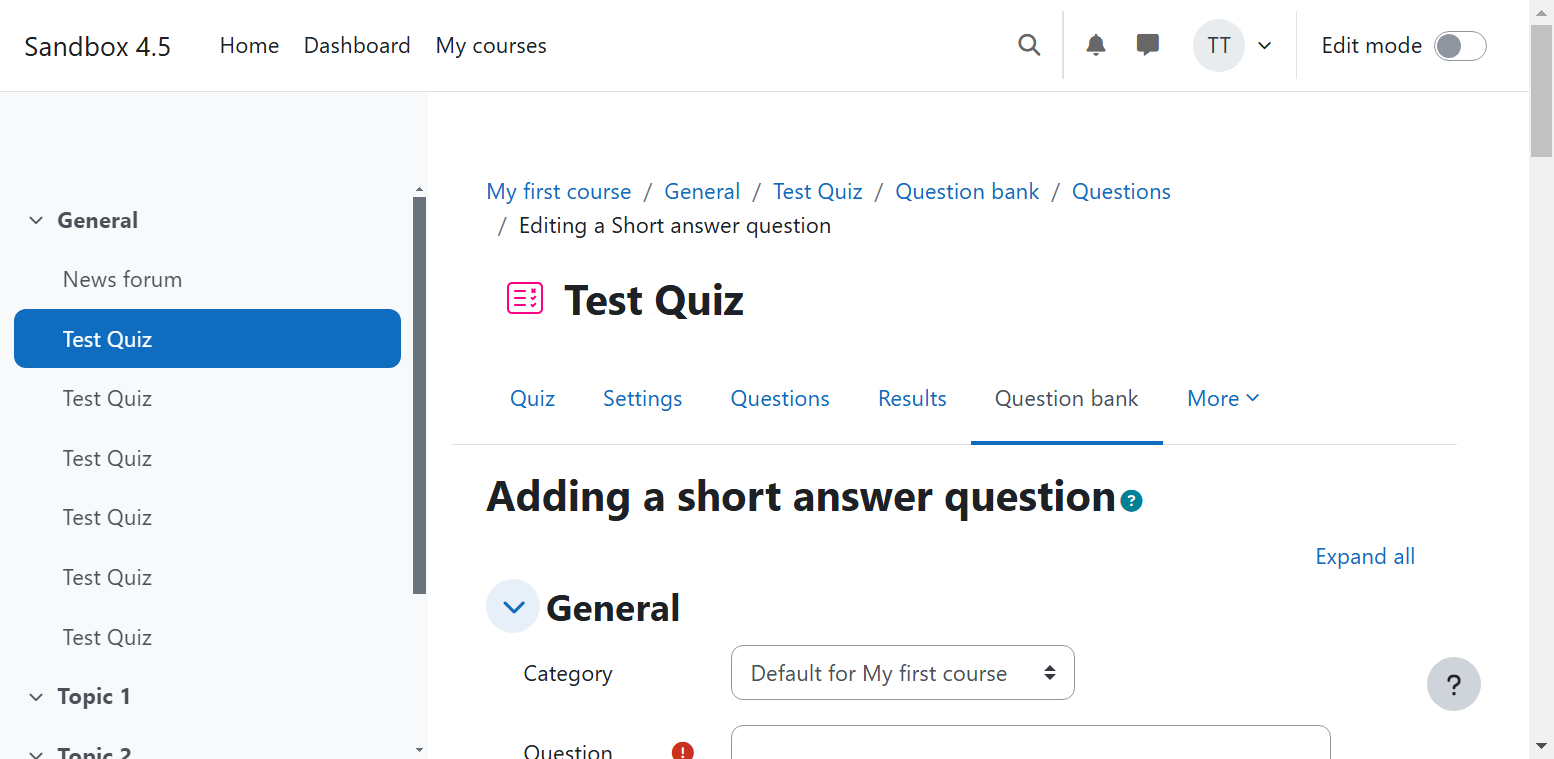 Sandbox 4.5 Home Dashboard My courses TT Edit mode
General
News forum
Test Quiz
Test Quiz
Test Quiz
Test Quiz
Test Quiz
Test Quiz
Topic 1
Topic 2
My first course / General / Test Quiz / Question bank / Questions
/ Editing a Short answer question
Test Quiz
Quiz Settings Questions Results Question bank More
Adding a short answer question ?
Expand all
General
Category Default for My first course
?
Question !